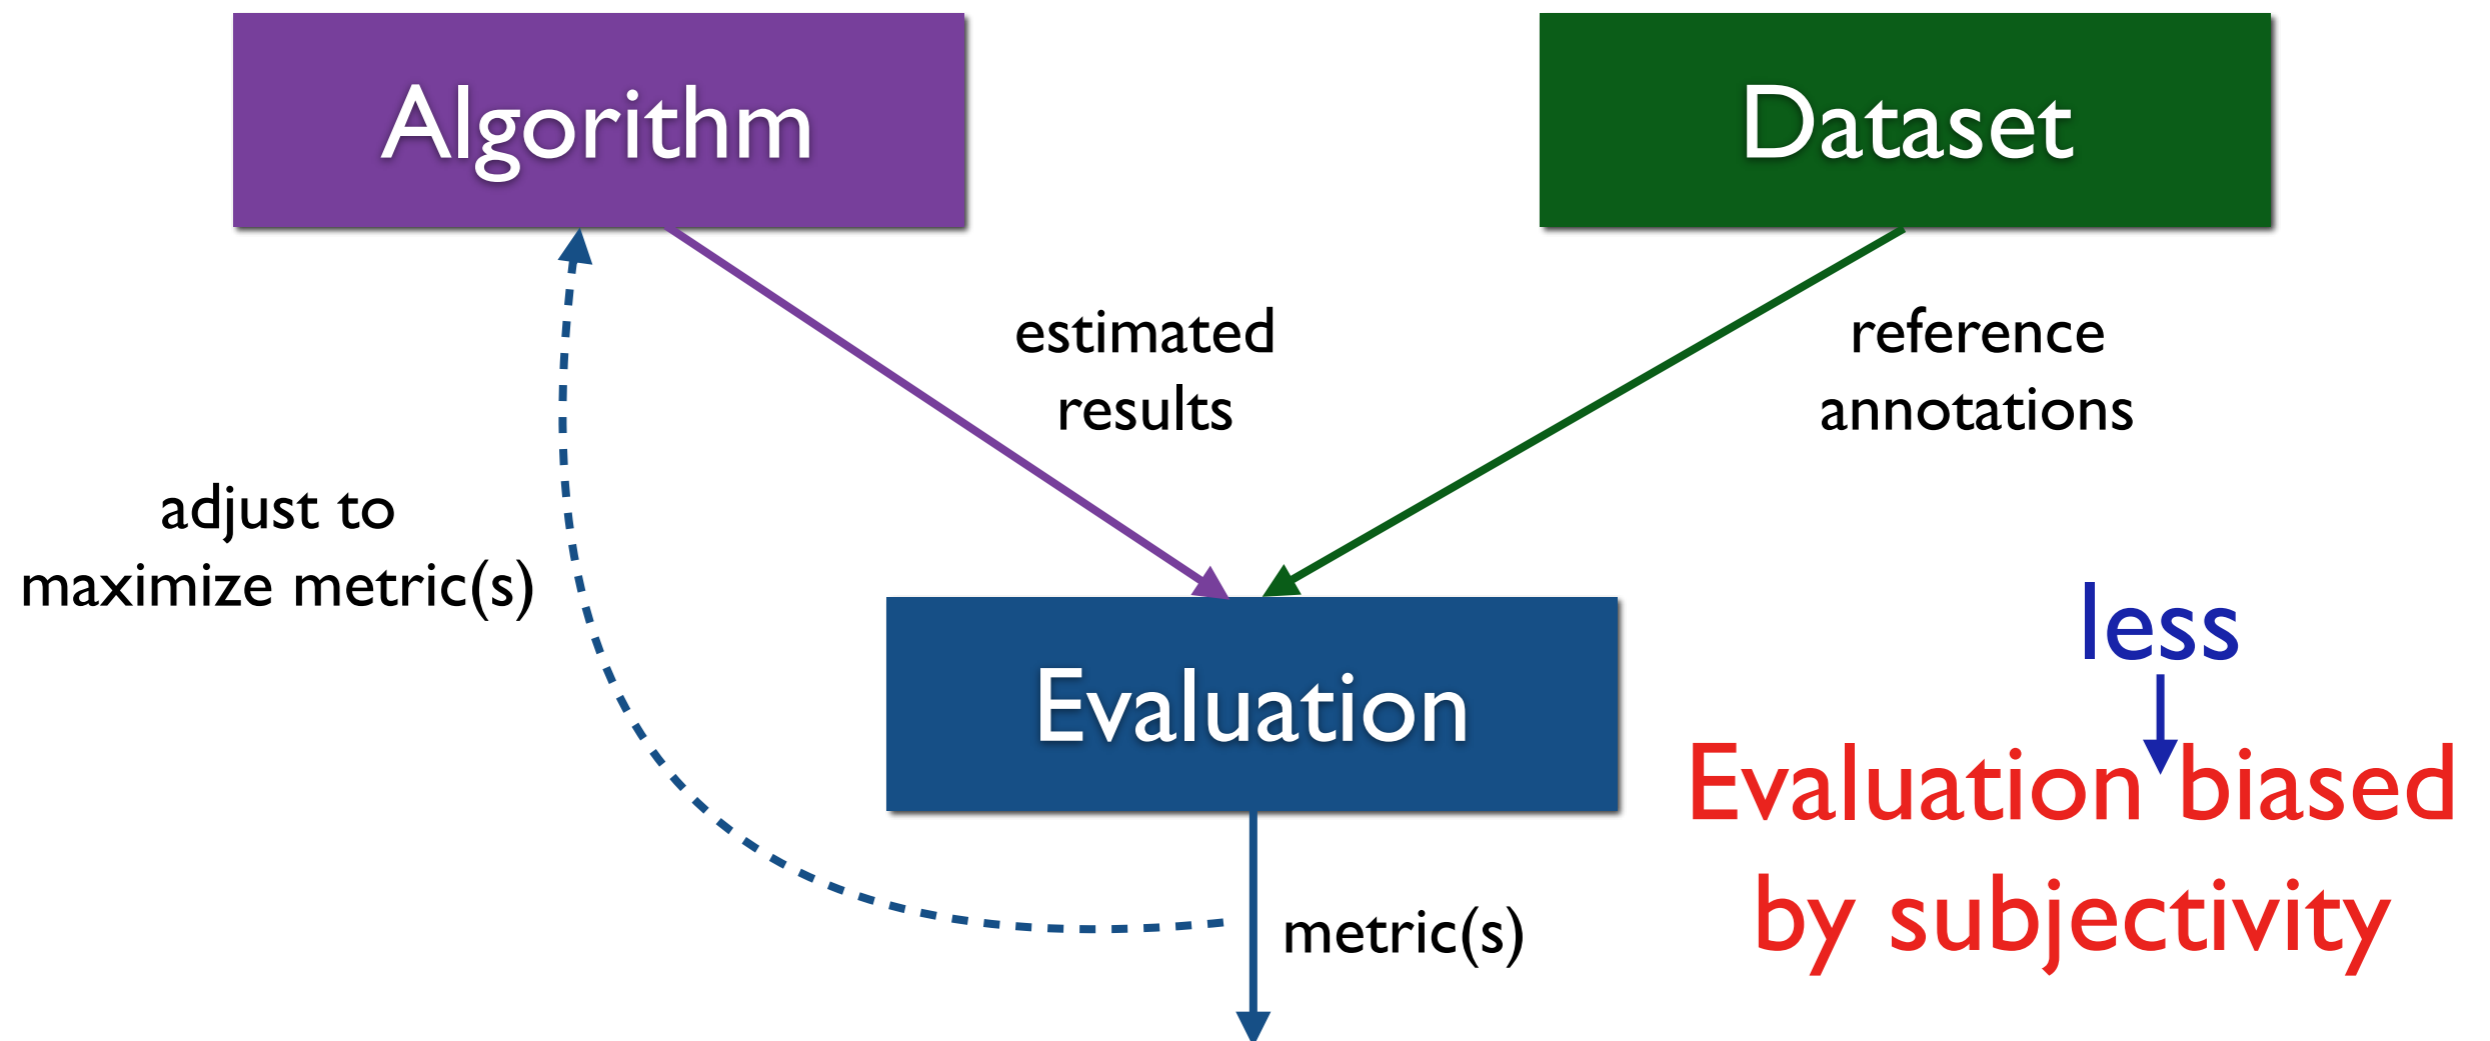 Algorithm
Dataset
estimated
results
reference
annotations
adjust to
maximize metric(s)
Evaluation
less
Evaluation biased
by subjectivity
metric(s)